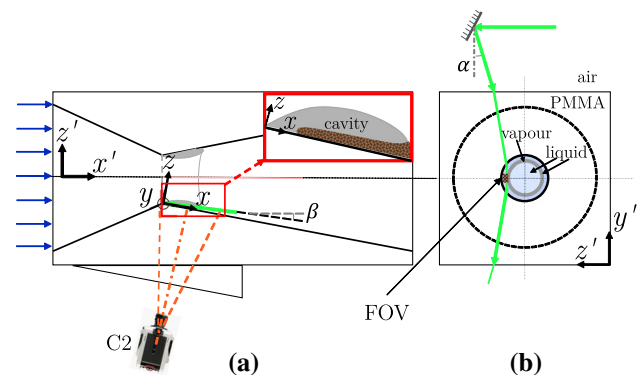 z'
x'
z
y
x
β
z
x
cavity
C2
(a)
FOV
α
air
PMMA
vapour
liquid
y'
z'
(b)